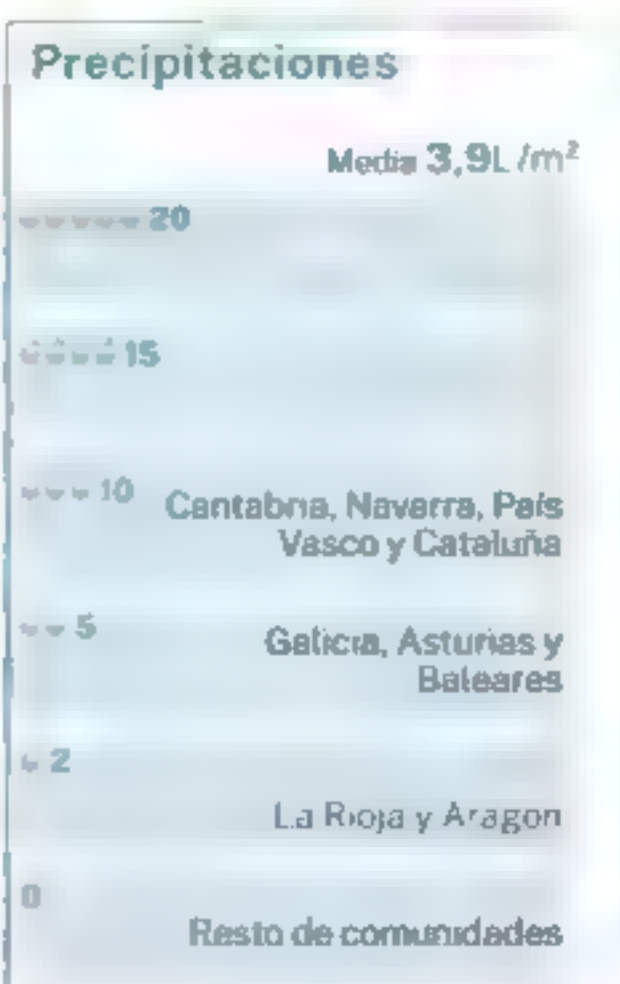 Precipitaciones
Media 3,9L/m²
20
15
10
Cantabria, Navarra, País
Vasco y Cataluña
5
Galicia, Asturias y
Baleares
2
La Rioja y Aragon
0
Resto de comunidades